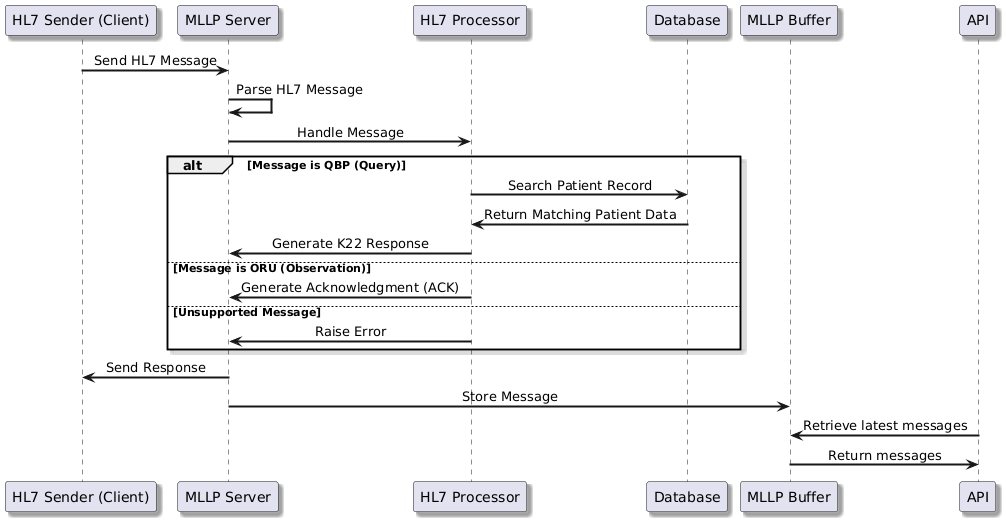 HL7 Sender (Client) MLLP Server HL7 Processor Database MLLP Buffer API
Send HL7 Message
Parse HL7 Message
Handle Message
alt [Message is QBP (Query)]
Search Patient Record
Return Matching Patient Data
Generate K22 Response
[Message is ORU (Observation)]
Generate Acknowledgment (ACK)
[Unsupported Message]
Raise Error
Send Response
Store Message
Retrieve latest messages
Return messages
HL7 Sender (Client) MLLP Server HL7 Processor Database MLLP Buffer API